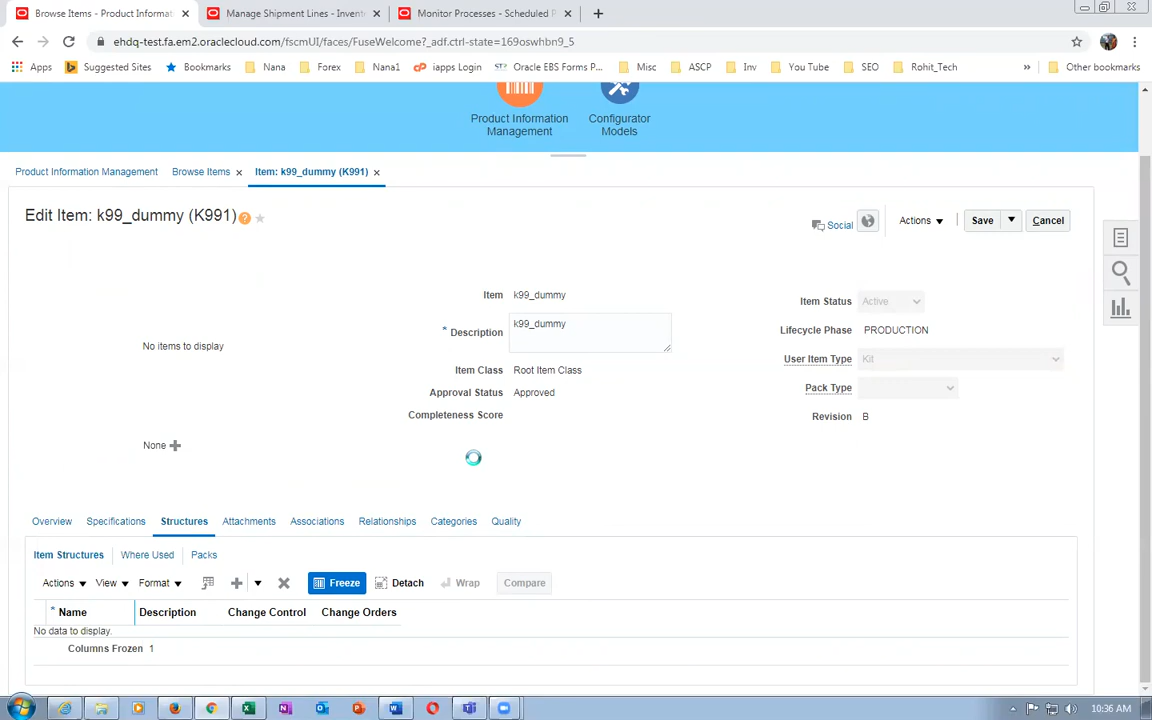 Browse Items - Product Informat
Manage Shipment Lines - Invent
Monitor Processes - Scheduled P
ehdq-test.fa.em2.oraclecloud.com/fscmUI/faces/FuseWelcome?_adf.ctrl-state=169oswhbn9_5
Apps Suggested Sites Bookmarks Nana Forex Nana1 iapps Login Oracle EBS Forms P... Misc ASCP Inv You Tube SEO Rohit_Tech » Other bookmarks
Product Information Management
Configurator Models
Product Information Management Browse Items Item: k99_dummy (K991)
Edit Item: k99_dummy (K991)
Social Actions Save Cancel
Item k99_dummy
* Description k99_dummy
Item Class Root Item Class
Approval Status Approved
Completeness Score
Item Status Active
Lifecycle Phase PRODUCTION
User Item Type Kit
Pack Type
Revision B
No items to display
None
Overview Specifications Structures Attachments Associations Relationships Categories Quality
Item Structures Where Used Packs
Actions View Format Freeze Detach Wrap Compare
* Name Description Change Control Change Orders
No data to display.
Columns Frozen 1
10:36 AM